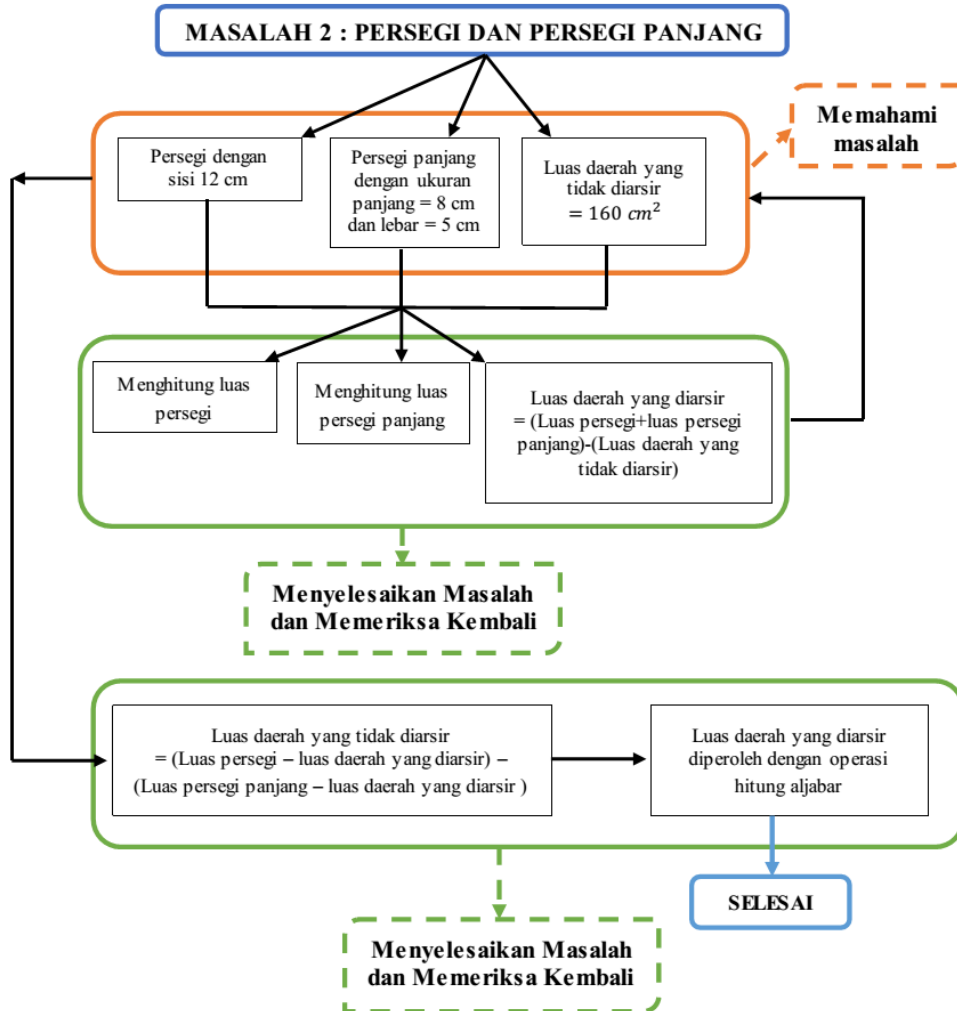 MASALAH 2 : PERSEGI DAN PERSEGI PANJANG
Memahami
masalah
Persegi dengan
sisi 12 cm
Persegi panjang
dengan ukuran
panjang = 8 cm
dan lebar = 5 cm
Luas daerah yang
tidak diarsir
= 160 cm²
Menghitung luas
persegi
Menghitung luas
persegi panjang
Luas daerah yang diarsir
= (Luas persegi+luas persegi
panjang)-(Luas daerah yang
tidak diarsir)
Menyelesaikan Masalah
dan Memeriksa Kembali
Luas daerah yang tidak diarsir
= (Luas persegi – luas daerah yang diarsir) –
(Luas persegi panjang – luas daerah yang diarsir )
Luas daerah yang diarsir
diperoleh dengan operasi
hitung aljabar
SELESAI
Menyelesaikan Masalah
dan Memeriksa Kembali